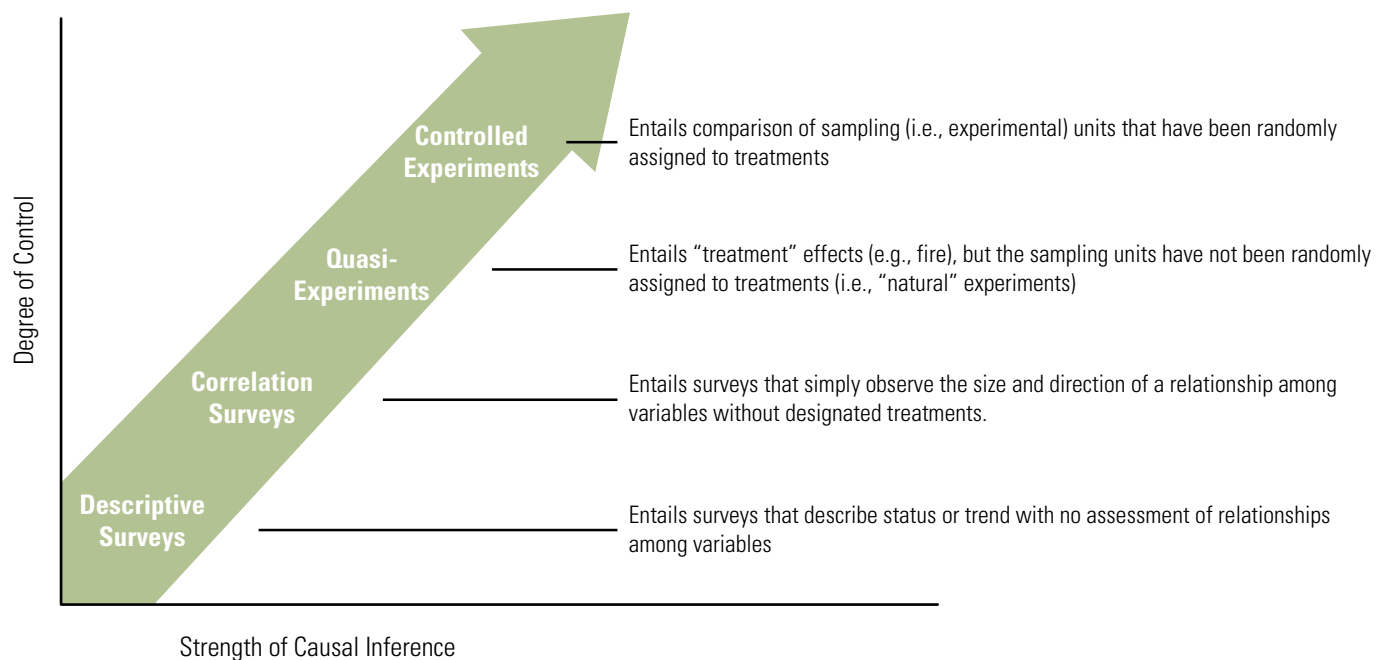 Controlled
Experiments
Entails comparison of sampling (i.e., experimental) units that have been randomly
assigned to treatments
Quasi-
Experiments
Entails “treatment” effects (e.g., fire), but the sampling units have not been randomly
assigned to treatments (i.e., “natural” experiments)
Correlation
Surveys
Entails surveys that simply observe the size and direction of a relationship among
variables without designated treatments.
Descriptive
Surveys
Entails surveys that describe status or trend with no assessment of relationships
among variables
Degree of Control
Strength of Causal Inference